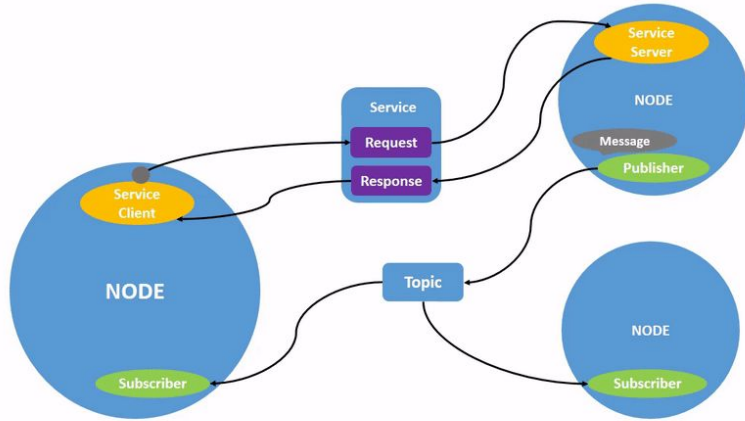 Service
Server
Service
NODE
Request
Message
Publisher
Response
Service
Client
Topic
NODE
NODE
Subscriber
Subscriber